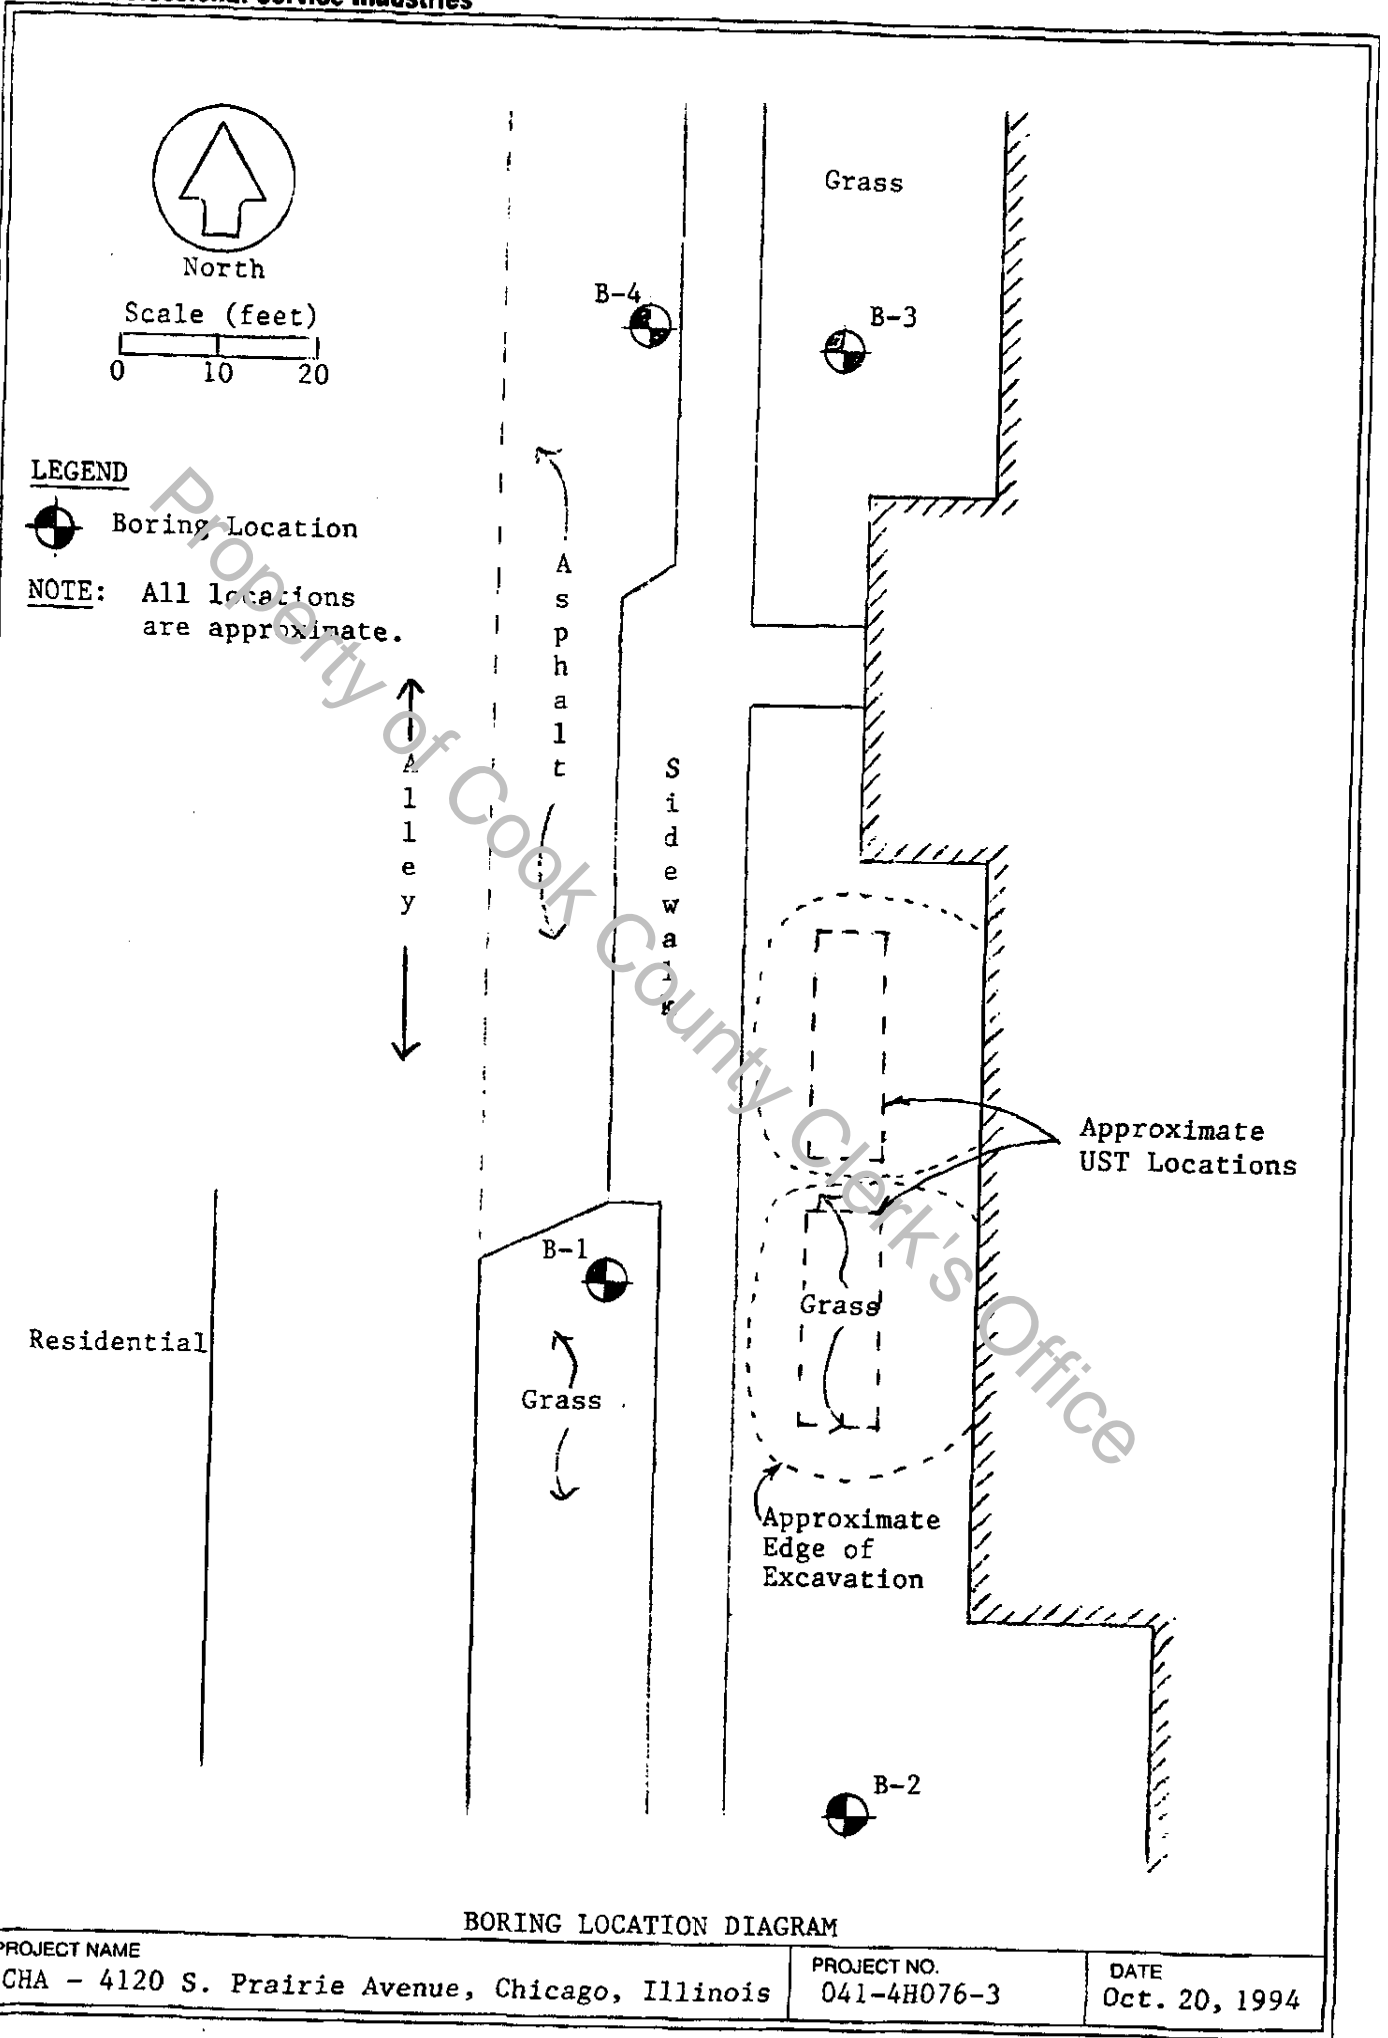 Service Industries
Grass
North
Scale (feet)
0 10 20
B-4
B-3
LEGEND
Boring Location
NOTE: All locations
are approximate.
Asphalt
Alley
Sidewalk
Approximate
UST Locations
B-1
Grass
Residential
Grass
Approximate
Edge of
Excavation
B-2
Property of Cook County Clerk's Office
BORING LOCATION DIAGRAM
PROJECT NAME
CHA - 4120 S. Prairie Avenue, Chicago, Illinois
PROJECT NO.
041-4H076-3
DATE
Oct. 20, 1994